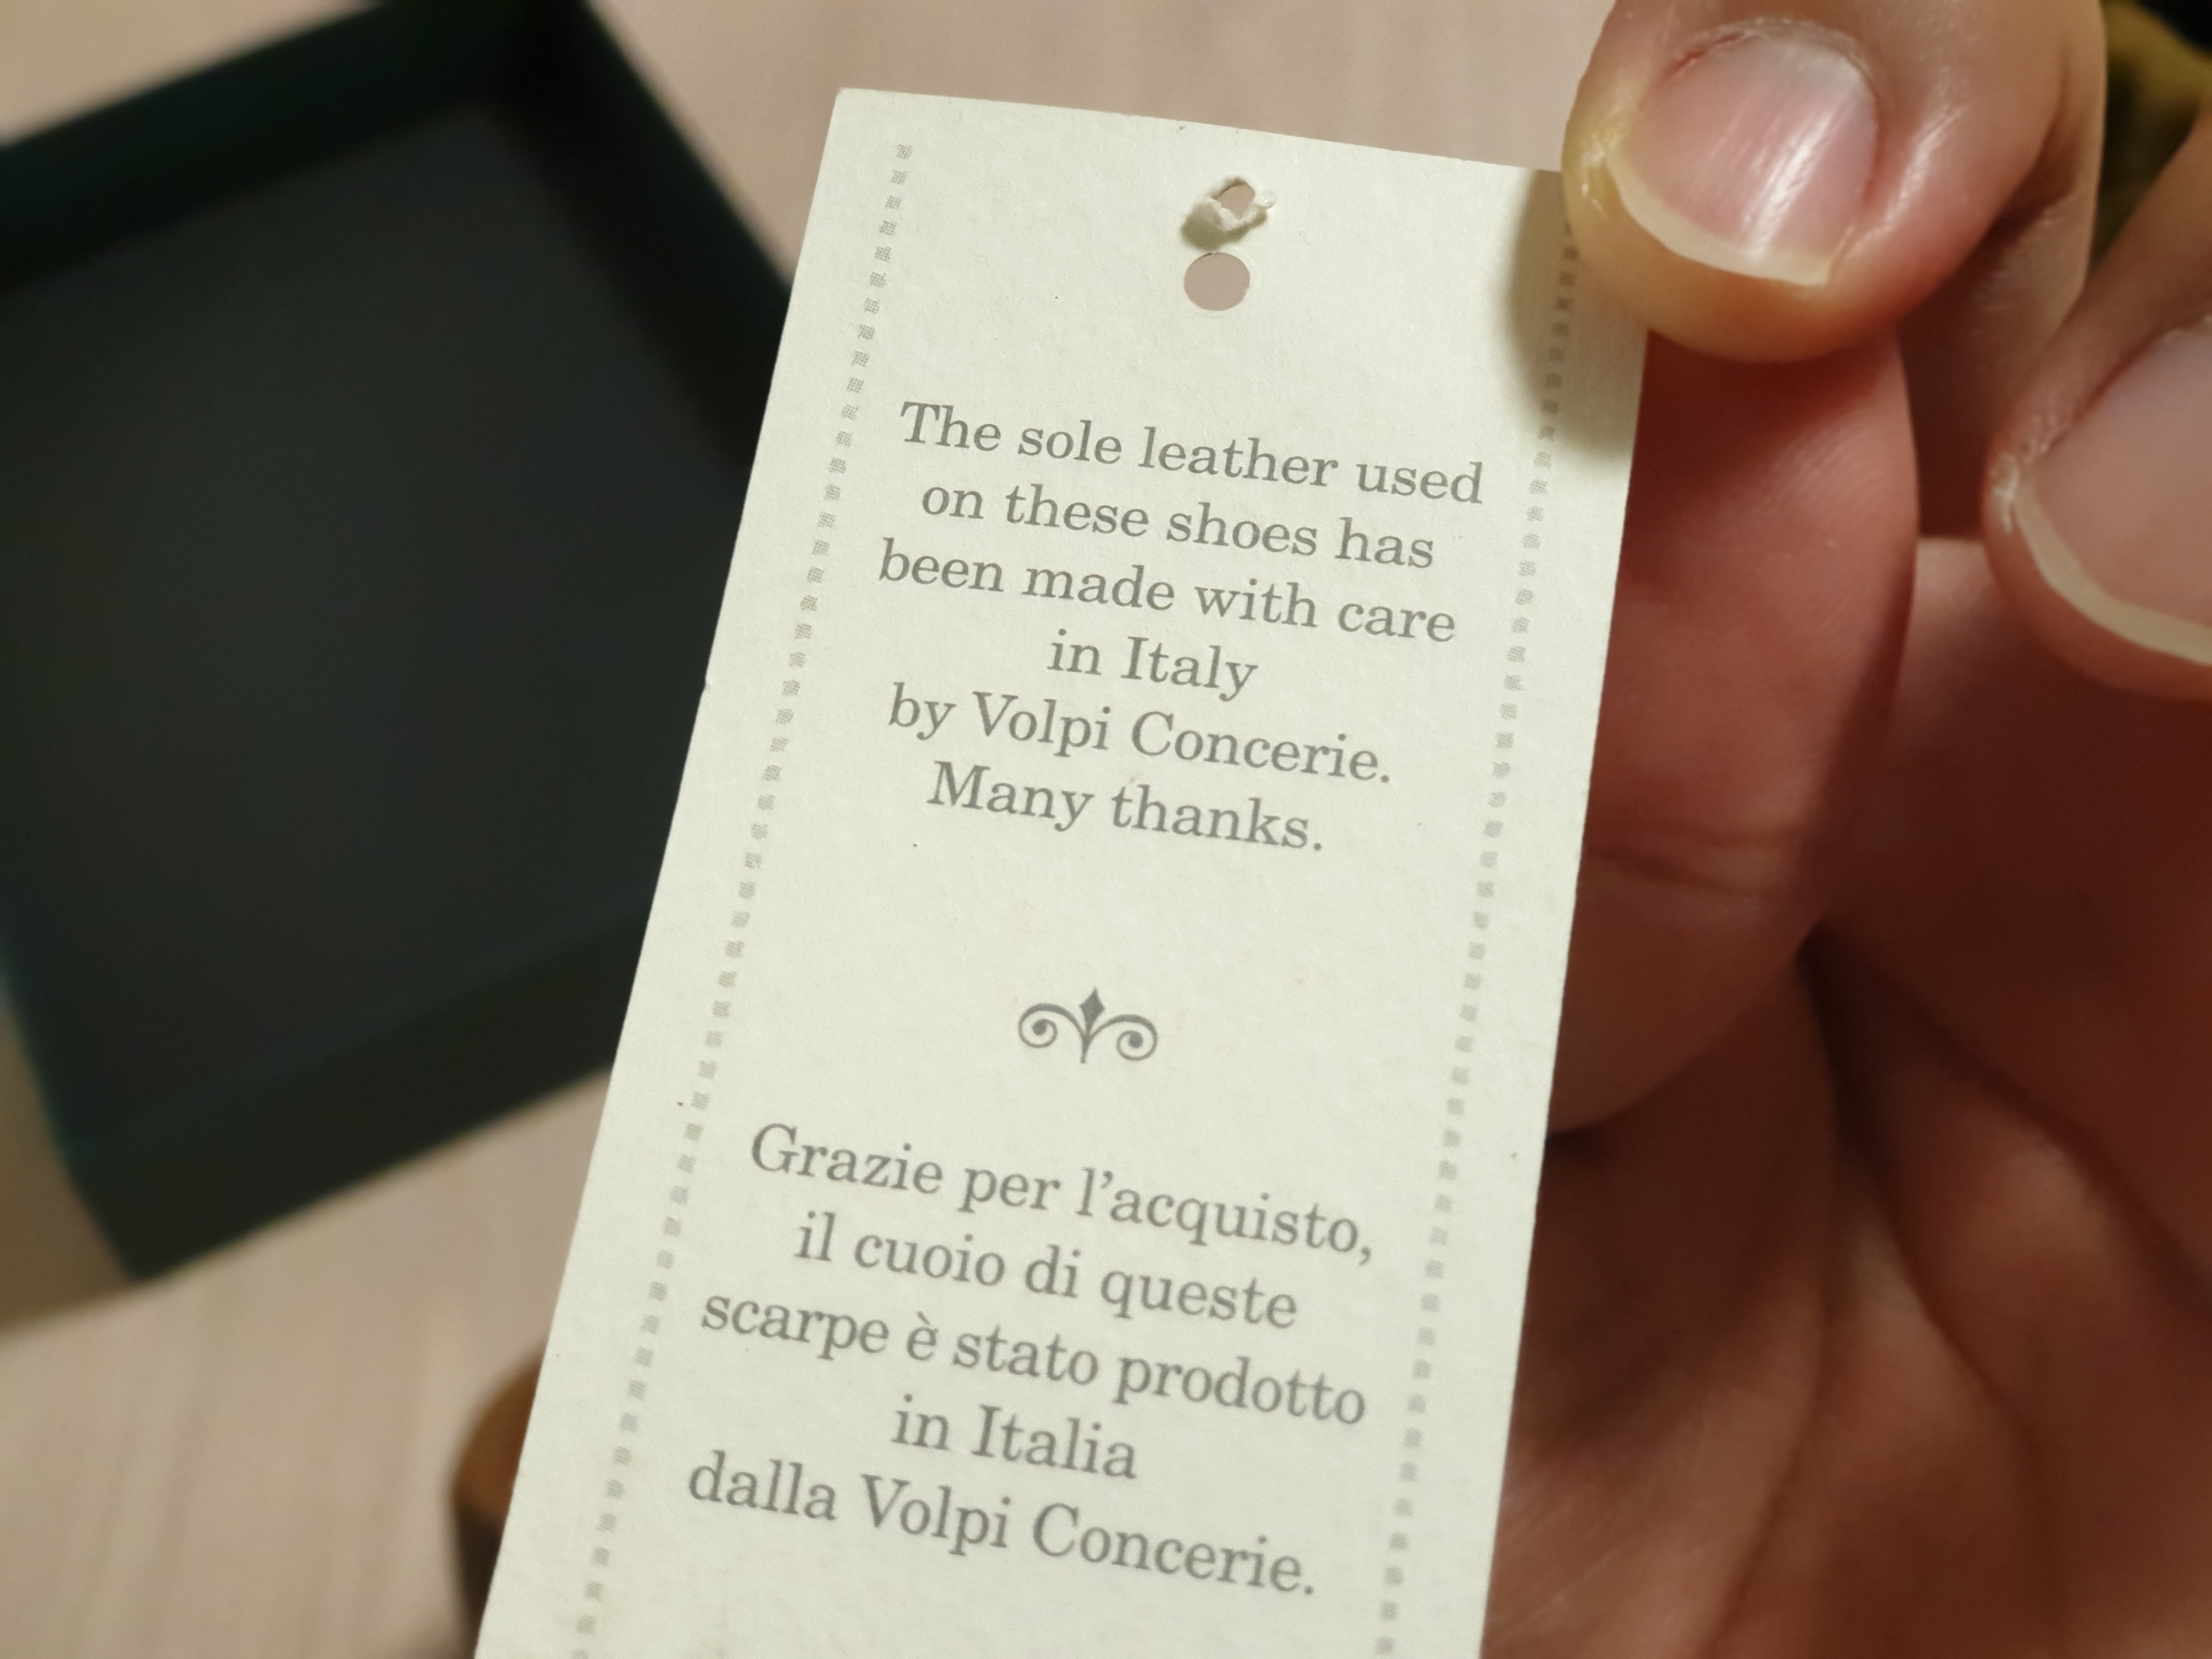 The sole leather used
on these shoes has
been made with care
in Italy
by Volpi Concerie.
Many thanks.
Grazie per l’acquisto,
il cuoio di queste
scarpe è stato prodotto
in Italia
dalla Volpi Concerie.